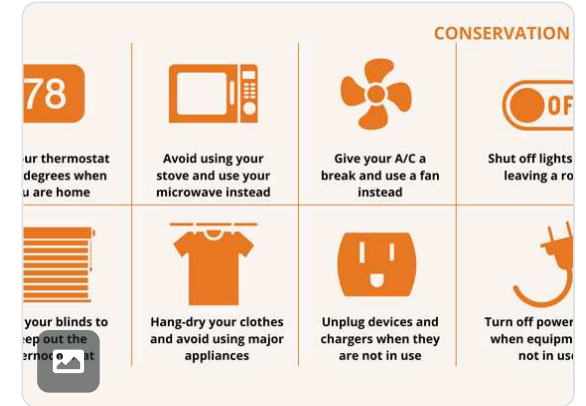 CONSERVATION
78
OF
ur thermostat
degrees when
u are home
Avoid using your
stove and use your
microwave instead
Give your A/C a
break and use a fan
instead
Shut off lights
leaving a ro
your blinds to
eep out the
Hang-dry your clothes
and avoid using major
appliances
Unplug devices and
chargers when they
are not in use
Turn off power
when equipm
not in us